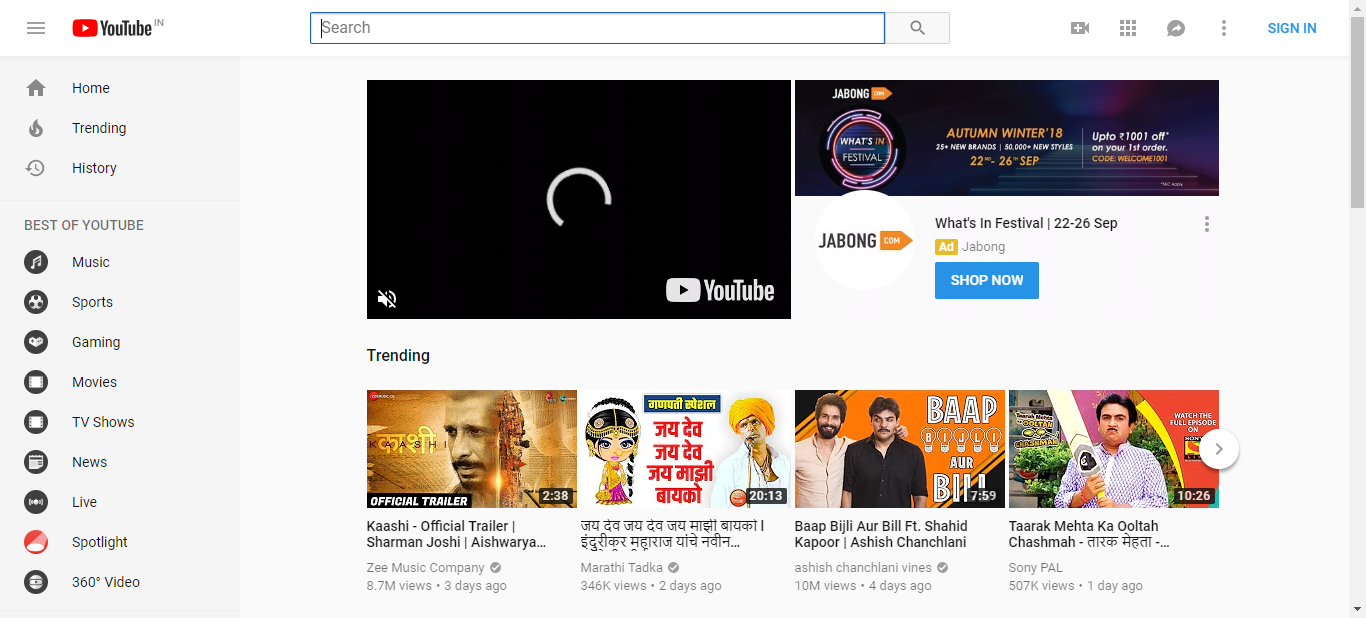 YouTube IN
Search
SIGN IN
Home
Trending
History
BEST OF YOUTUBE
Music
Sports
Gaming
Movies
TV Shows
News
Live
Spotlight
360° Video
YouTube
JABONG COM
WHAT'S IN
FESTIVAL
AUTUMN WINTER'18
25+ NEW BRANDS | 50,000+ NEW STYLES
22ND- 26TH SEP
Upto ₹1001 off*
on your 1st order.
CODE: WELCOME1001
*T&C Apply
JABONG COM
What's In Festival | 22-26 Sep
Ad Jabong
SHOP NOW
Trending
काशी
KAASHI
OFFICIAL TRAILER
2:38
Kaashi - Official Trailer |
Sharman Joshi | Aishwarya...
Zee Music Company
8.7M views • 3 days ago
गणपती स्पेशल
जय देव
जय देव
जय माझी
बायको
20:13
जय देव जय देव जय माझी बायको l
इंदुरीकर महाराज यांचे नवीन...
Marathi Tadka
346K views • 2 days ago
BAAP
BIJLI
AUR
BILL
7:59
Baap Bijli Aur Bill Ft. Shahid
Kapoor | Ashish Chanchlani
ashish chanchlani vines
10M views • 4 days ago
Taarak Mehta
Ka OOLTAH
CHASHMAH
WATCH THE
FULL EPISODE
ON
SONY
10:26
Taarak Mehta Ka Ooltah
Chashmah - तारक मेहता -...
Sony PAL
507K views • 1 day ago